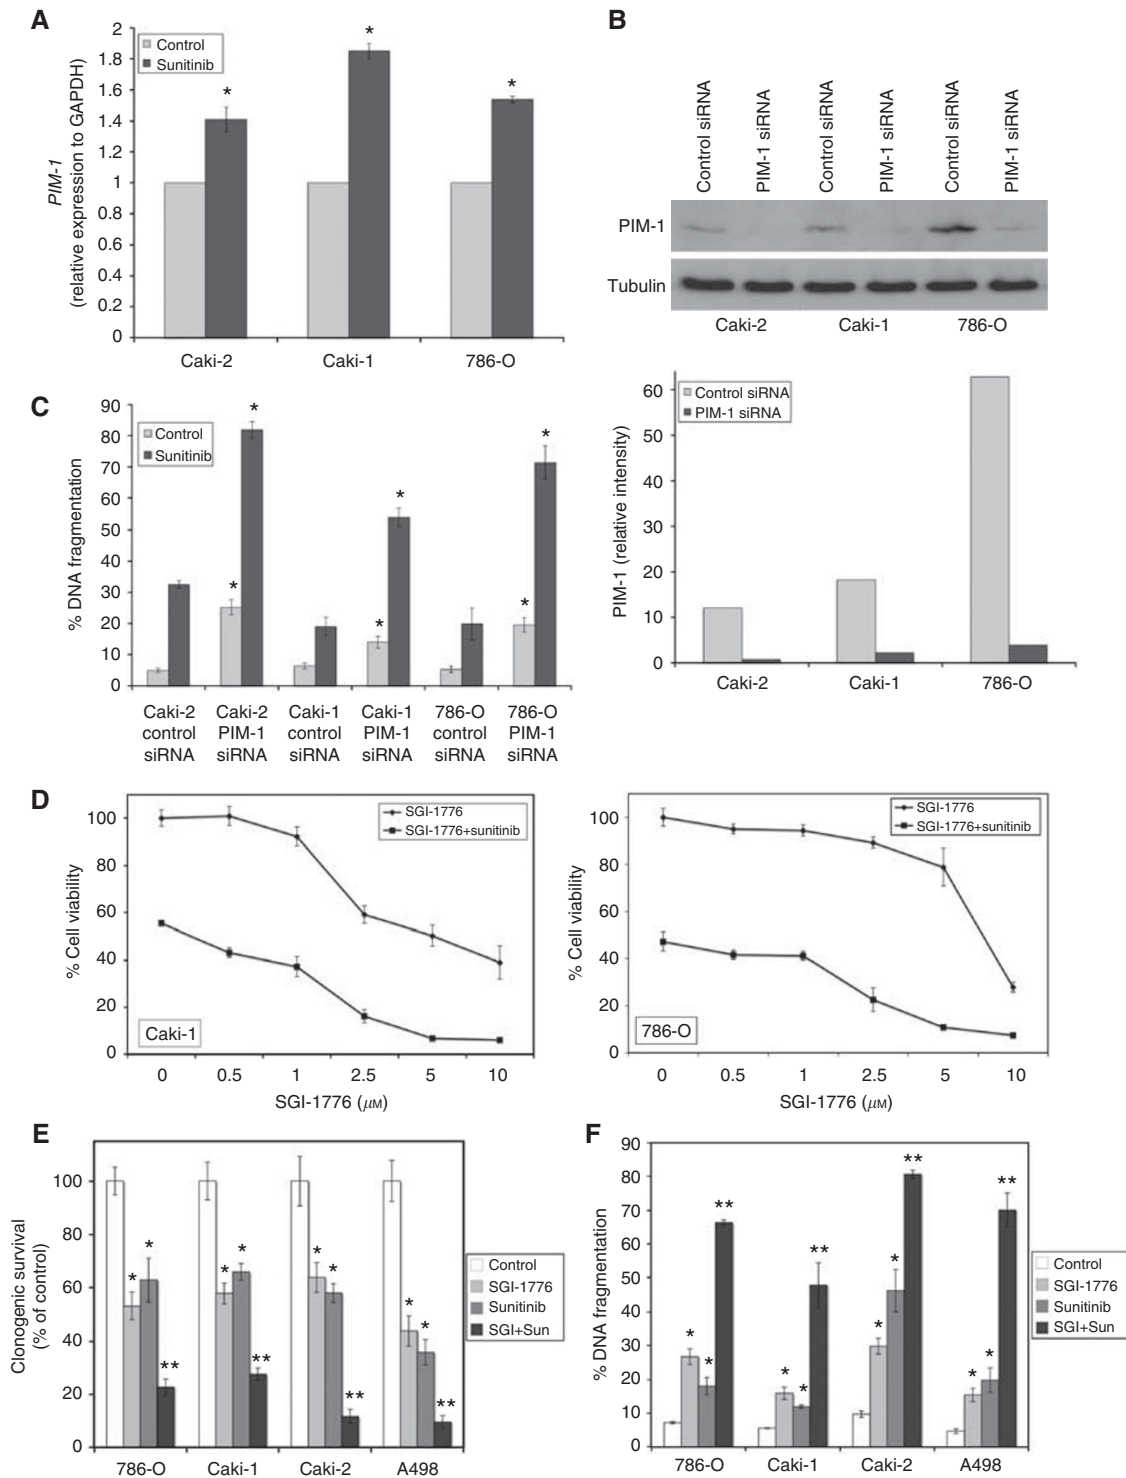 A
PIM-1
(relative expression to GAPDH)
2
1.8
1.6
1.4
1.2
1
0.8
0.6
0.4
0.2
0
Control
Sunitinib
*
*
*
Caki-2
Caki-1
786-O
B
Control siRNA
PIM-1 siRNA
Control siRNA
PIM-1 siRNA
Control siRNA
PIM-1 siRNA
PIM-1
Tubulin
Caki-2
Caki-1
786-O
PIM-1 (relative intensity)
60
50
40
30
20
10
0
Control siRNA
PIM-1 siRNA
Caki-2
Caki-1
786-O
C
% DNA fragmentation
90
80
70
60
50
40
30
20
10
0
Control
Sunitinib
*
*
*
*
*
*
Caki-2 control siRNA
Caki-2 PIM-1 siRNA
Caki-1 control siRNA
Caki-1 PIM-1 siRNA
786-O control siRNA
786-O PIM-1 siRNA
D
% Cell viability
100
80
60
40
20
0
SGI-1776
SGI-1776+sunitinib
Caki-1
0 0.5 1 2.5 5 10
SGI-1776 (μM)
% Cell viability
100
80
60
40
20
0
SGI-1776
SGI-1776+sunitinib
786-O
0 0.5 1 2.5 5 10
SGI-1776 (μM)
E
Clonogenic survival
(% of control)
100
80
60
40
20
0
* * **
* * **
* * **
* * **
Control
SGI-1776
Sunitinib
SGI+Sun
786-O
Caki-1
Caki-2
A498
F
% DNA fragmentation
90
80
70
60
50
40
30
20
10
0
* * **
* * **
* * **
* * **
Control
SGI-1776
Sunitinib
SGI+Sun
786-O
Caki-1
Caki-2
A498